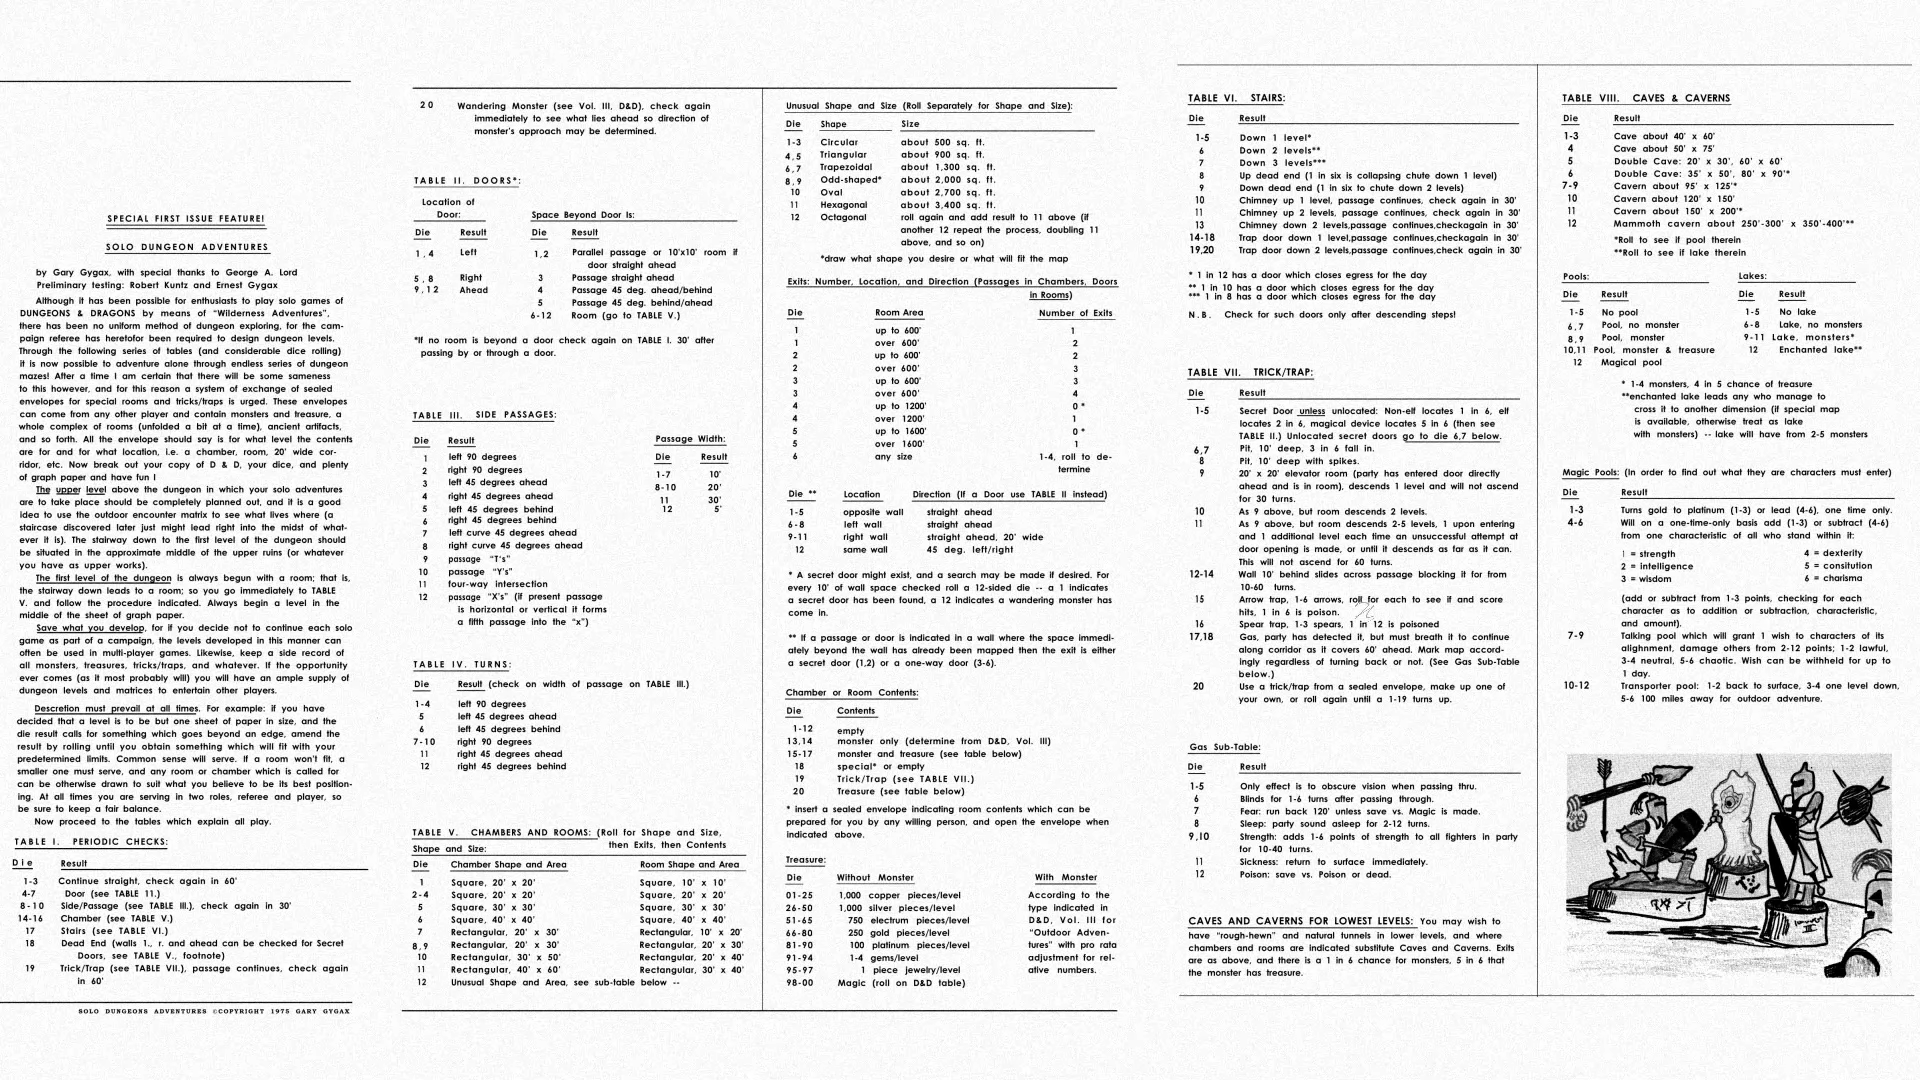 SPECIAL FIRST ISSUE FEATURE!
SOLO DUNGEON ADVENTURES
by Gary Gygax, with special thanks to George A. Lord
Preliminary testing: Robert Kuntz and Ernest Gygax
Although it has been possible for enthusiasts to play solo games of
DUNGEONS & DRAGONS by means of "Wilderness Adventures",
there has been no uniform method of dungeon exploring, for the cam-
paign referee has heretofor been required to design dungeon levels.
Through the following series of tables (and considerable dice rolling)
it is now possible to adventure alone through endless series of dungeon
mazes! After a time I am certain that there will be some sameness
to this however, and for this reason a system of exchange of sealed
envelopes for special rooms and tricks/traps is urged. These envelopes
can come from any other player and contain monsters and treasure, a
whole complex of rooms (unfolded a bit at a time), ancient artifacts,
and so forth. All the envelope should say is for what level the contents
are for and for what location, i.e. a chamber, room, 20' wide cor-
ridor, etc. Now break out your copy of D & D, your dice, and plenty
of graph paper and have fun I
The upper level above the dungeon in which your solo adventures
are to take place should be completely planned out, and it is a good
idea to use the outdoor encounter matrix to see what lives where (a
staircase discovered later just might lead right into the midst of what-
ever it is). The stairway down to the first level of the dungeon should
be situated in the approximate middle of the upper ruins (or whatever
you have as upper works).
The first level of the dungeon is always begun with a room; that is,
the stairway down leads to a room; so you go immediately to TABLE
V. and follow the procedure indicated. Always begin a level in the
middle of the sheet of graph paper.
Save what you develop, for if you decide not to continue each solo
game as part of a campaign, the levels developed in this manner can
often be used in multi-player games. Likewise, keep a side record of
all monsters, treasures, tricks/traps, and whatever. If the opportunity
ever comes (as it most probably will) you will have an ample supply of
dungeon levels and matrices to entertain other players.
Descretion must prevail at all times. For example: if you have
decided that a level is to be but one sheet of paper in size, and the
die result calls for something which goes beyond an edge, amend the
result by rolling until you obtain something which will fit with your
predetermined limits. Common sense will serve. If a room won't fit, a
smaller one must serve, and any room or chamber which is called for
can be otherwise drawn to suit what you believe to be its best position-
ing. At all times you are serving in two roles, referee and player, so
be sure to keep a fair balance.
Now proceed to the tables which explain all play.
TABLE I. PERIODIC CHECKS:
Die Result
1-3 Continue straight, check again in 60'
4-7 Door (see TABLE 11.)
8-10 Side/Passage (see TABLE III.), check again in 30'
14-16 Chamber (see TABLE V.)
17 Stairs (see TABLE VI.)
18 Dead End (walls 1., r. and ahead can be checked for Secret
Doors, see TABLE V., footnote)
19 Trick/Trap (see TABLE VII.), passage continues, check again
in 60'
SOLO DUNGEONS ADVENTURES ©COPYRIGHT 1975 GARY GYGAX
20 Wandering Monster (see Vol. III, D&D), check again
immediately to see what lies ahead so direction of
monster's approach may be determined.
TABLE II. DOORS*:
Location of
Door: Space Beyond Door Is:
Die Result Die Result
1,4 Left 1,2 Parallel passage or 10'x10' room if
door straight ahead
5,8 Right 3 Passage straight ahead
9,12 Ahead 4 Passage 45 deg. ahead/behind
5 Passage 45 deg. behind/ahead
6-12 Room (go to TABLE V.)
*If no room is beyond a door check again on TABLE I. 30' after
passing by or through a door.
TABLE III. SIDE PASSAGES:
Die Result Passage Width:
1 left 90 degrees Die Result
2 right 90 degrees 1-7 10'
3 left 45 degrees ahead 8-10 20'
4 right 45 degrees ahead 11 30'
5 left 45 degrees behind 12 5'
6 right 45 degrees behind
7 left curve 45 degrees ahead
8 right curve 45 degrees ahead
9 passage "T's"
10 passage "Y's"
11 four-way intersection
12 passage "X's" (if present passage
is horizontal or vertical it forms
a fifth passage into the "x")
TABLE IV. TURNS:
Die Result (check on width of passage on TABLE III.)
1-4 left 90 degrees
5 left 45 degrees ahead
6 left 45 degrees behind
7-10 right 90 degrees
11 right 45 degrees ahead
12 right 45 degrees behind
TABLE V. CHAMBERS AND ROOMS: (Roll for Shape and Size,
then Exits, then Contents
Shape and Size:
Die Chamber Shape and Area Room Shape and Area
1 Square, 20' x 20' Square, 10' x 10'
2-4 Square, 20' x 20' Square, 20' x 20'
5 Square, 30' x 30' Square, 30' x 30'
6 Square, 40' x 40' Square, 40' x 40'
7 Rectangular, 20' x 30' Rectangular, 10' x 20'
8,9 Rectangular, 20' x 30' Rectangular, 20' x 30'
10 Rectangular, 30' x 50' Rectangular, 20' x 40'
11 Rectangular, 40' x 60' Rectangular, 30' x 40'
12 Unusual Shape and Area, see sub-table below --
Unusual Shape and Size (Roll Separately for Shape and Size):
Die Shape Size
1-3 Circular about 500 sq. ft.
4,5 Triangular about 900 sq. ft.
6,7 Trapezoidal about 1,300 sq. ft.
8,9 Odd-shaped* about 2,000 sq. ft.
10 Oval about 2,700 sq. ft.
11 Hexagonal about 3,400 sq. ft.
12 Octagonal roll again and add result to 11 above (if
another 12 repeat the process, doubling 11
above, and so on)
*draw what shape you desire or what will fit the map
Exits: Number, Location, and Direction (Passages in Chambers, Doors
in Rooms)
Die Room Area Number of Exits
1 up to 600' 1
1 over 600' 2
2 up to 600' 2
2 over 600' 3
3 up to 600' 3
3 over 600' 4
4 up to 1200' 0 *
4 over 1200' 1
5 up to 1600' 0 *
5 over 1600' 1
6 any size 1-4, roll to de-
termine
Die ** Location Direction (If a Door use TABLE II instead)
1-5 opposite wall straight ahead
6-8 left wall straight ahead
9-11 right wall straight ahead, 20' wide
12 same wall 45 deg. left/right
* A secret door might exist, and a search may be made if desired. For
every 10' of wall space checked roll a 12-sided die -- a 1 indicates
a secret door has been found, a 12 indicates a wandering monster has
come in.
** If a passage or door is indicated in a wall where the space immedi-
ately beyond the wall has already been mapped then the exit is either
a secret door (1,2) or a one-way door (3-6).
Chamber or Room Contents:
Die Contents
1-12 empty
13,14 monster only (determine from D&D, Vol. III)
15-17 monster and treasure (see table below)
18 special* or empty
19 Trick/Trap (see TABLE VII.)
20 Treasure (see table below)
* insert a sealed envelope indicating room contents which can be
prepared for you by any willing person, and open the envelope when
indicated above.
Treasure:
Die Without Monster With Monster
01-25 1,000 copper pieces/level According to the
26-50 1,000 silver pieces/level type indicated in
51-65 750 electrum pieces/level D&D, Vol. III for
66-80 250 gold pieces/level "Outdoor Adven-
81-90 100 platinum pieces/level tures" with pro rata
91-94 1-4 gems/level adjustment for rel-
95-97 1 piece jewelry/level ative numbers.
98-00 Magic (roll on D&D table)
TABLE VI. STAIRS:
Die Result
1-5 Down 1 level*
6 Down 2 levels**
7 Down 3 levels***
8 Up dead end (1 in six is collapsing chute down 1 level)
9 Down dead end (1 in six to chute down 2 levels)
10 Chimney up 1 level, passage continues, check again in 30'
11 Chimney up 2 levels, passage continues, check again in 30'
13 Chimney down 2 levels,passage continues,checkagain in 30'
14-18 Trap door down 1 level,passage continues,checkagain in 30'
19,20 Trap door down 2 levels,passage continues,check again in 30'
* 1 in 12 has a door which closes egress for the day
** 1 in 10 has a door which closes egress for the day
*** 1 in 8 has a door which closes egress for the day
N.B. Check for such doors only after descending steps!
TABLE VII. TRICK/TRAP:
Die Result
1-5 Secret Door unless unlocated: Non-elf locates 1 in 6, elf
locates 2 in 6, magical device locates 5 in 6 (then see
TABLE II.) Unlocated secret doors go to die 6,7 below.
6,7 Pit, 10' deep, 3 in 6 fall in.
8 Pit, 10' deep with spikes.
9 20' x 20' elevator room (party has entered door directly
ahead and is in room), descends 1 level and will not ascend
for 30 turns.
10 As 9 above, but room descends 2 levels.
11 As 9 above, but room descends 2-5 levels, 1 upon entering
and 1 additional level each time an unsuccessful attempt at
door opening is made, or until it descends as far as it can.
This will not ascend for 60 turns.
12-14 Wall 10' behind slides across passage blocking it for from
10-60 turns.
15 Arrow trap, 1-6 arrows, roll for each to see if and score
hits, 1 in 6 is poison.
16 Spear trap, 1-3 spears, 1 in 12 is poisoned
17,18 Gas, party has detected it, but must breath it to continue
along corridor as it covers 60' ahead. Mark map accord-
ingly regardless of turning back or not. (See Gas Sub-Table
below.)
20 Use a trick/trap from a sealed envelope, make up one of
your own, or roll again until a 1-19 turns up.
Gas Sub-Table:
Die Result
1-5 Only effect is to obscure vision when passing thru.
6 Blinds for 1-6 turns after passing through.
7 Fear: run back 120' unless save vs. Magic is made.
8 Sleep: party sound asleep for 2-12 turns.
9,10 Strength: adds 1-6 points of strength to all fighters in party
for 10-40 turns.
11 Sickness: return to surface immediately.
12 Poison: save vs. Poison or dead.
CAVES AND CAVERNS FOR LOWEST LEVELS: You may wish to
have "rough-hewn" and natural tunnels in lower levels, and where
chambers and rooms are indicated substitute Caves and Caverns. Exits
are as above, and there is a 1 in 6 chance for monsters, 5 in 6 that
the monster has treasure.
TABLE VIII. CAVES & CAVERNS
Die Result
1-3 Cave about 40' x 60'
4 Cave about 50' x 75'
5 Double Cave: 20' x 30', 60' x 60'
6 Double Cave: 35' x 50', 80' x 90'*
7-9 Cavern about 95' x 125'*
10 Cavern about 120' x 150'
11 Cavern about 150' x 200'*
12 Mammoth cavern about 250'-300' x 350'-400'**
*Roll to see if pool therein
**Roll to see if lake therein
Pools: Lakes:
Die Result Die Result
1-5 No pool 1-5 No lake
6,7 Pool, no monster 6-8 Lake, no monsters
8,9 Pool, monster 9-11 Lake, monsters*
10,11 Pool, monster & treasure 12 Enchanted lake**
12 Magical pool
* 1-4 monsters, 4 in 5 chance of treasure
**enchanted lake leads any who manage to
cross it to another dimension (if special map
is available, otherwise treat as lake
with monsters) -- lake will have from 2-5 monsters
Magic Pools: (In order to find out what they are characters must enter)
Die Result
1-3 Turns gold to platinum (1-3) or lead (4-6), one time only.
4-6 Will on a one-time-only basis add (1-3) or subtract (4-6)
from one characteristic of all who stand within it:
1 = strength 4 = dexterity
2 = intelligence 5 = consitution
3 = wisdom 6 = charisma
(add or subtract from 1-3 points, checking for each
character as to addition or subtraction, characteristic,
and amount).
7-9 Talking pool which will grant 1 wish to characters of its
alighnment, damage others from 2-12 points; 1-2 lawful,
3-4 neutral, 5-6 chaotic. Wish can be withheld for up to
1 day.
10-12 Transporter pool: 1-2 back to surface, 3-4 one level down,
5-6 100 miles away for outdoor adventure.